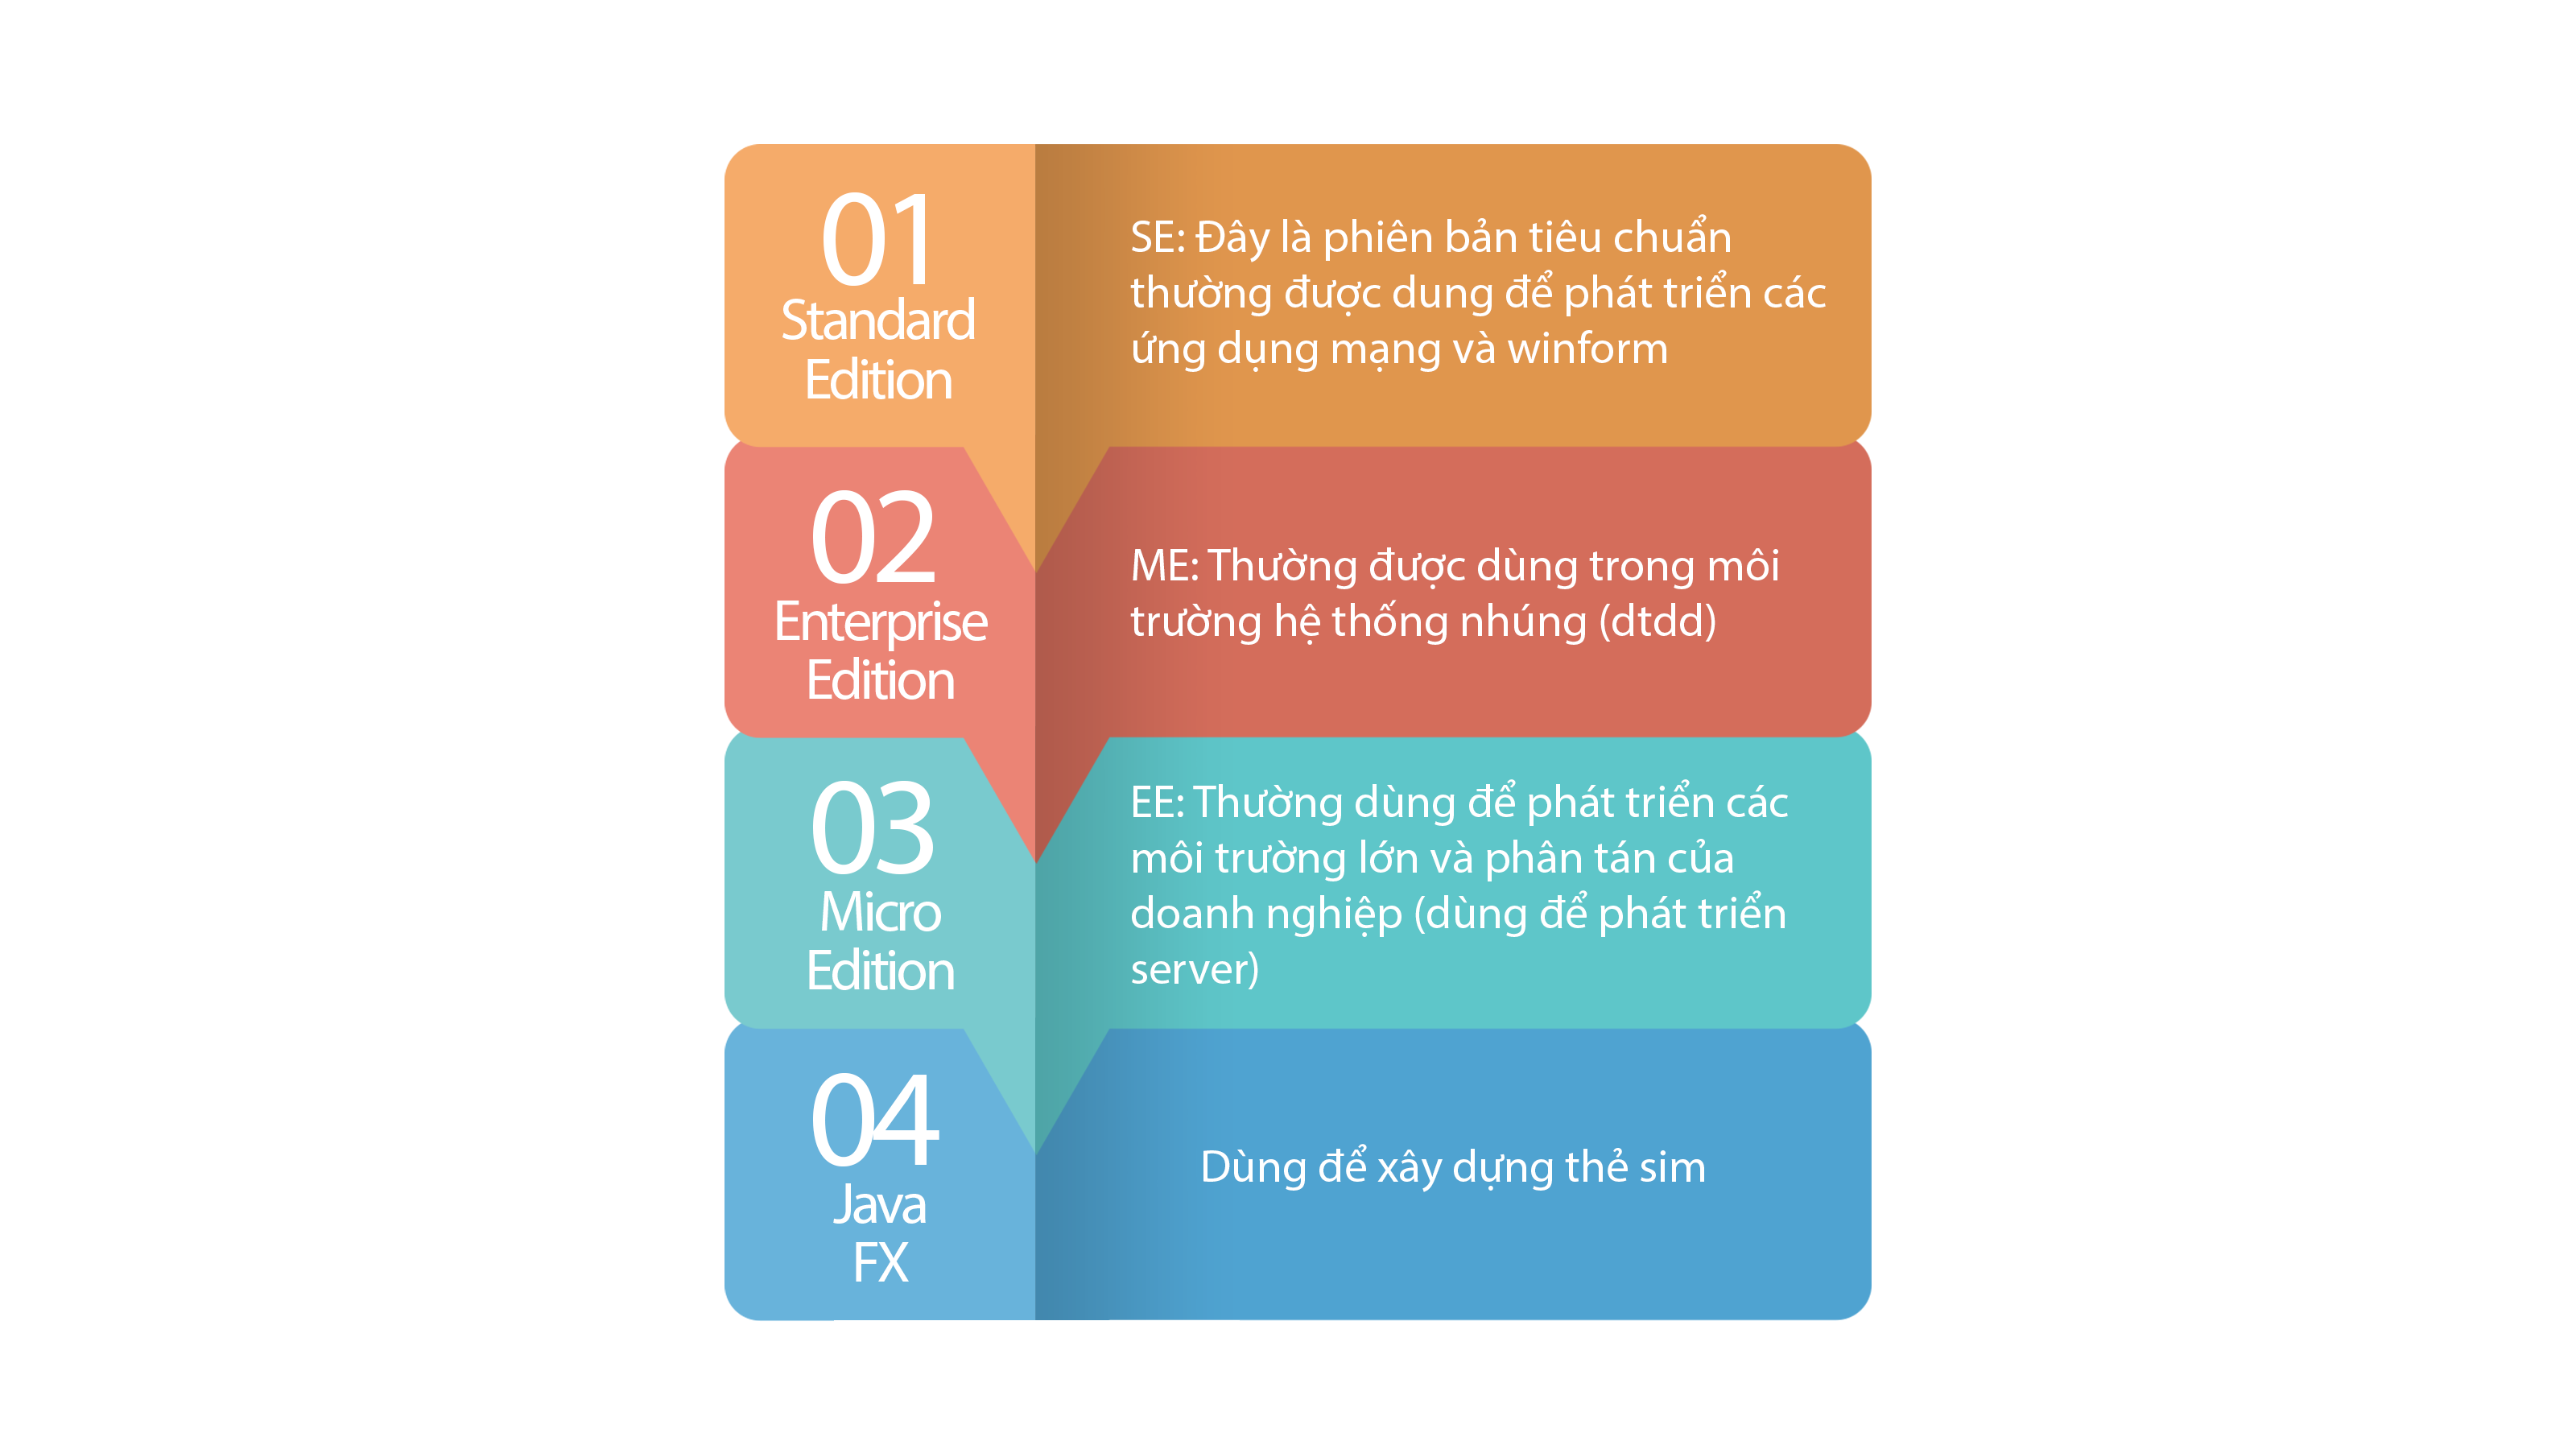 01
Standard
Edition
SE: Đây là phiên bản tiêu chuẩn
thường được dung để phát triển các
ứng dụng mạng và winform
02
Enterprise
Edition
ME: Thường được dùng trong môi
trường hệ thống nhúng (dtdd)
03
Micro
Edition
EE: Thường dùng để phát triển các
môi trường lớn và phân tán của
doanh nghiệp (dùng để phát triển
server)
04
Java
FX
Dùng để xây dựng thẻ sim